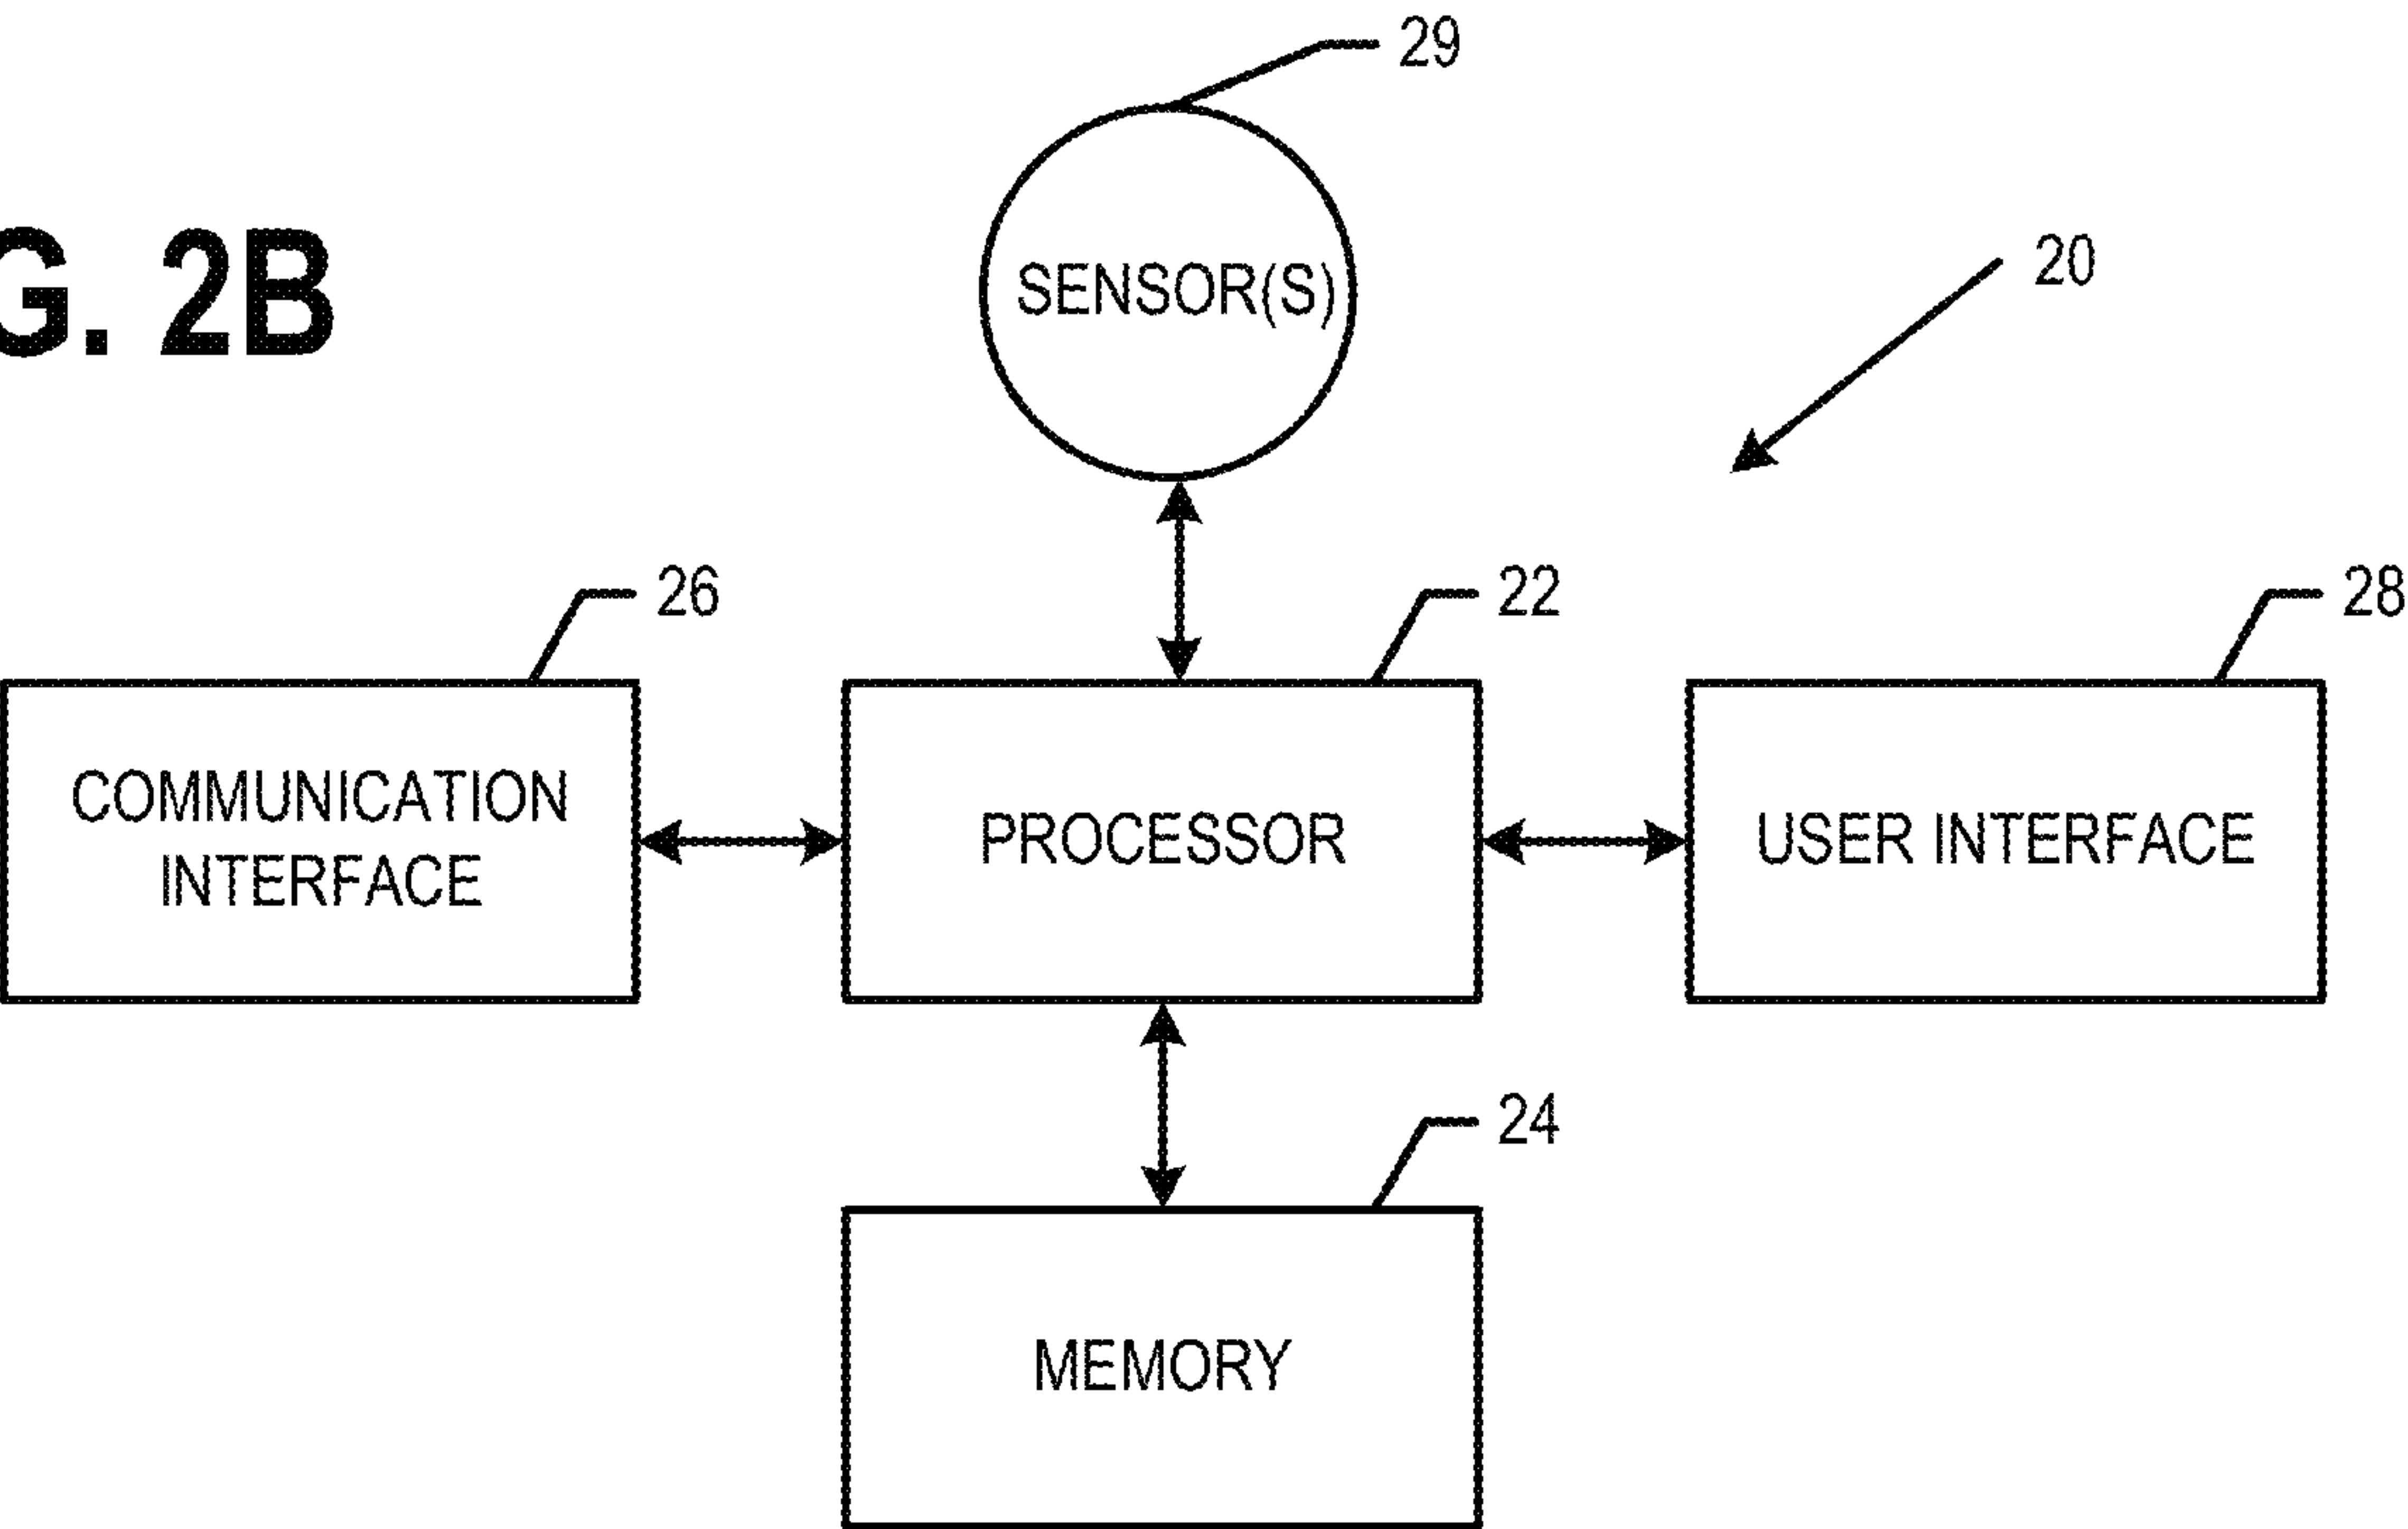 29
G. 2B
SENSOR(S)
20
26
22
28
COMMUNICATION
INTERFACE
PROCESSOR
USER INTERFACE
24
MEMORY